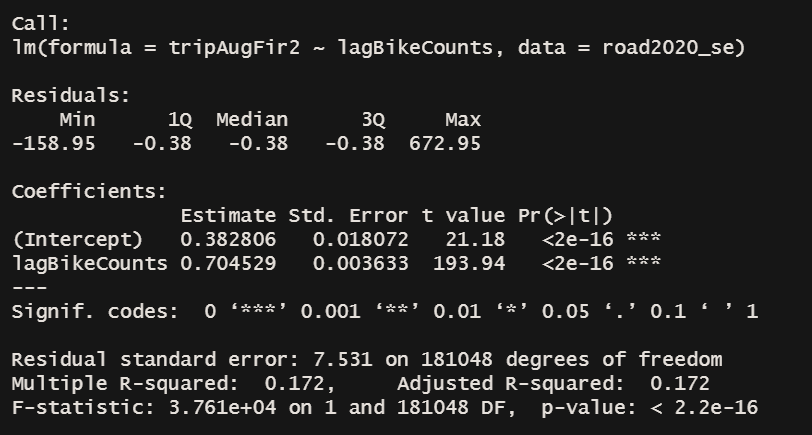 Call:
lm(formula = tripAugFir2 ~ lagBikeCounts, data = road2020_se)
Residuals:
Min 1Q Median 3Q Max
-158.95 -0.38 -0.38 -0.38 672.95
Coefficients:
Estimate Std. Error t value Pr(>|t|)
(Intercept) 0.382806 0.018072 21.18 <2e-16 ***
lagBikeCounts 0.704529 0.003633 193.94 <2e-16 ***
---
Signif. codes: 0 ‘***’ 0.001 ‘**’ 0.01 ‘*’ 0.05 ‘.’ 0.1 ‘ ’ 1
Residual standard error: 7.531 on 181048 degrees of freedom
Multiple R-squared: 0.172, Adjusted R-squared: 0.172
F-statistic: 3.761e+04 on 1 and 181048 DF, p-value: < 2.2e-16